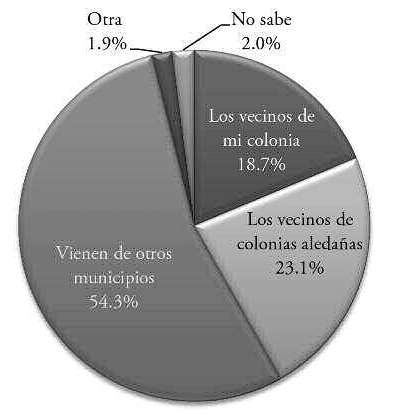 Otra
1.9%
No sabe
2.0%
Los vecinos de
mi colonia
18.7%
Los vecinos de
colonias aledañas
23.1%
Vienen de otros
municipios
54.3%